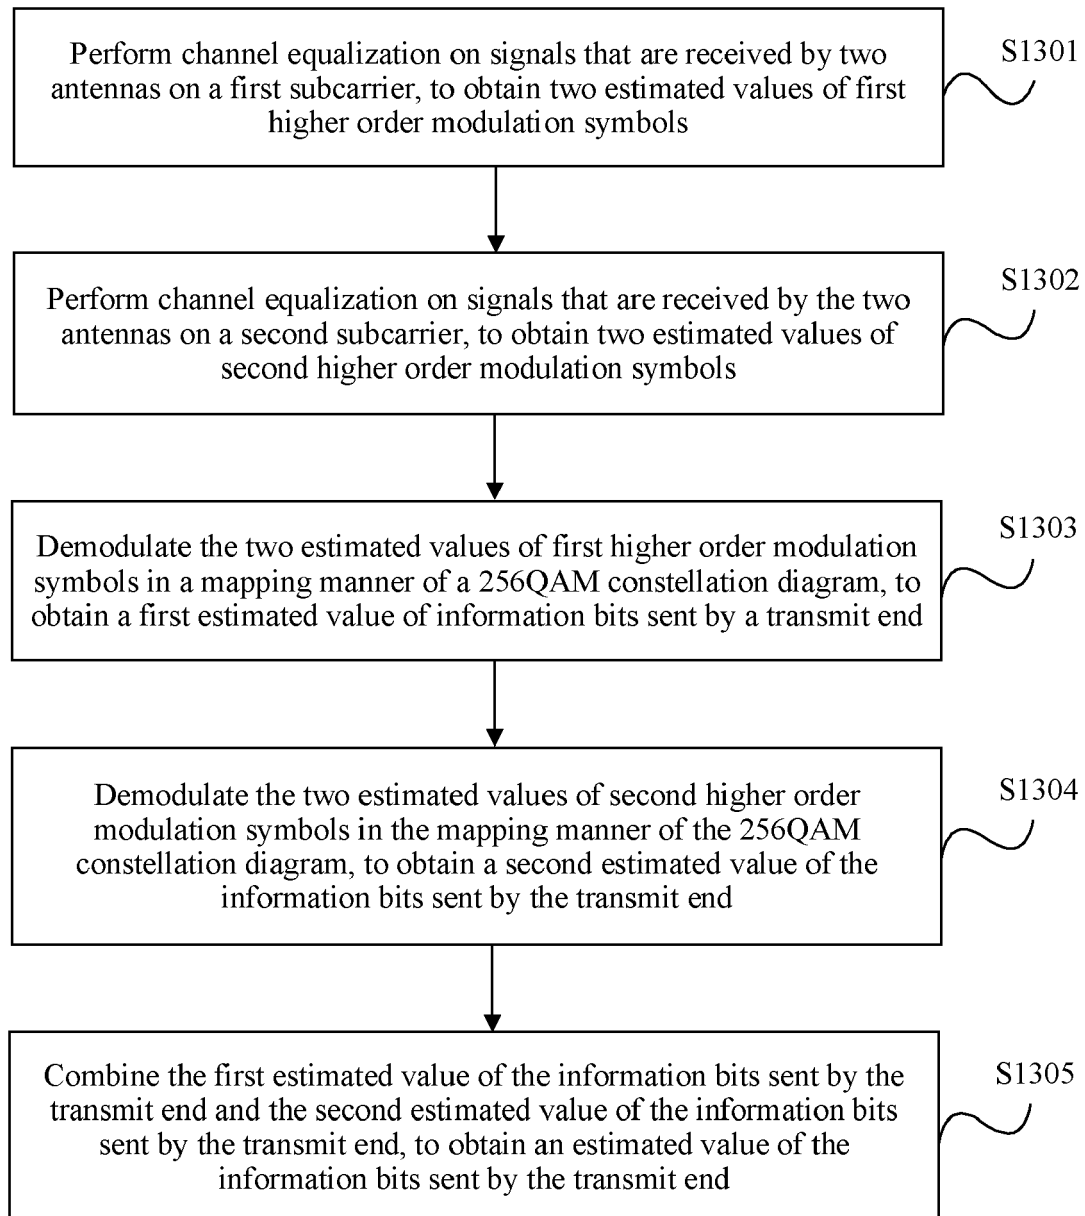 Perform channel equalization on signals that are received by two
antennas on a first subcarrier, to obtain two estimated values of first
higher order modulation symbols
S1301
Perform channel equalization on signals that are received by the two
antennas on a second subcarrier, to obtain two estimated values of
second higher order modulation symbols
S1302
Demodulate the two estimated values of first higher order modulation
symbols in a mapping manner of a 256QAM constellation diagram, to
obtain a first estimated value of information bits sent by a transmit end
S1303
Demodulate the two estimated values of second higher order
modulation symbols in the mapping manner of the 256QAM
constellation diagram, to obtain a second estimated value of the
information bits sent by the transmit end
S1304
Combine the first estimated value of the information bits sent by the
transmit end and the second estimated value of the information bits
sent by the transmit end, to obtain an estimated value of the
information bits sent by the transmit end
S1305